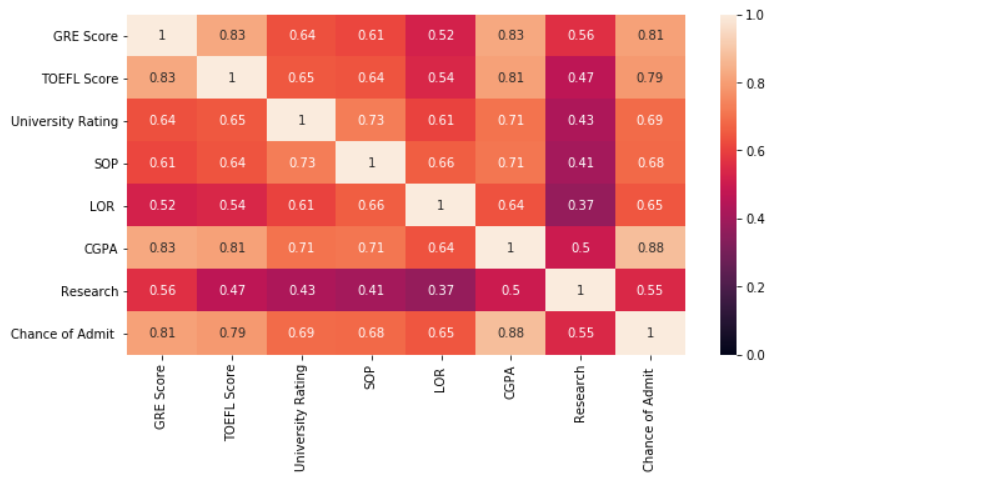 GRE Score 1 0.83 0.64 0.61 0.52 0.83 0.56 0.81
TOEFL Score 0.83 1 0.65 0.64 0.54 0.81 0.47 0.79
University Rating 0.64 0.65 1 0.73 0.61 0.71 0.43 0.69
SOP 0.61 0.64 0.73 1 0.66 0.71 0.41 0.68
LOR 0.52 0.54 0.61 0.66 1 0.64 0.37 0.65
CGPA 0.83 0.81 0.71 0.71 0.64 1 0.5 0.88
Research 0.56 0.47 0.43 0.41 0.37 0.5 1 0.55
Chance of Admit 0.81 0.79 0.69 0.68 0.65 0.88 0.55 1
GRE Score
TOEFL Score
University Rating
SOP
LOR
CGPA
Research
Chance of Admit
1.0
0.8
0.6
0.4
0.2
0.0